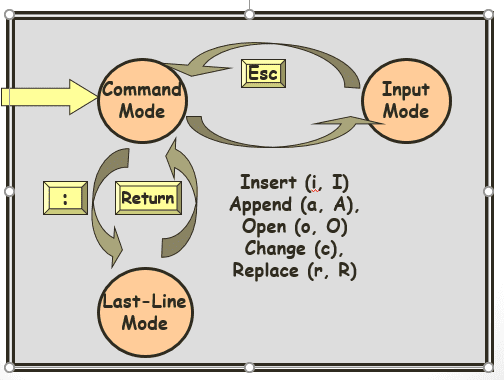 Esc
Command
Mode
Input
Mode
:
Return
Insert (i, I)
Append (a, A),
Open (o, O)
Change (c),
Replace (r, R)
Last-Line
Mode